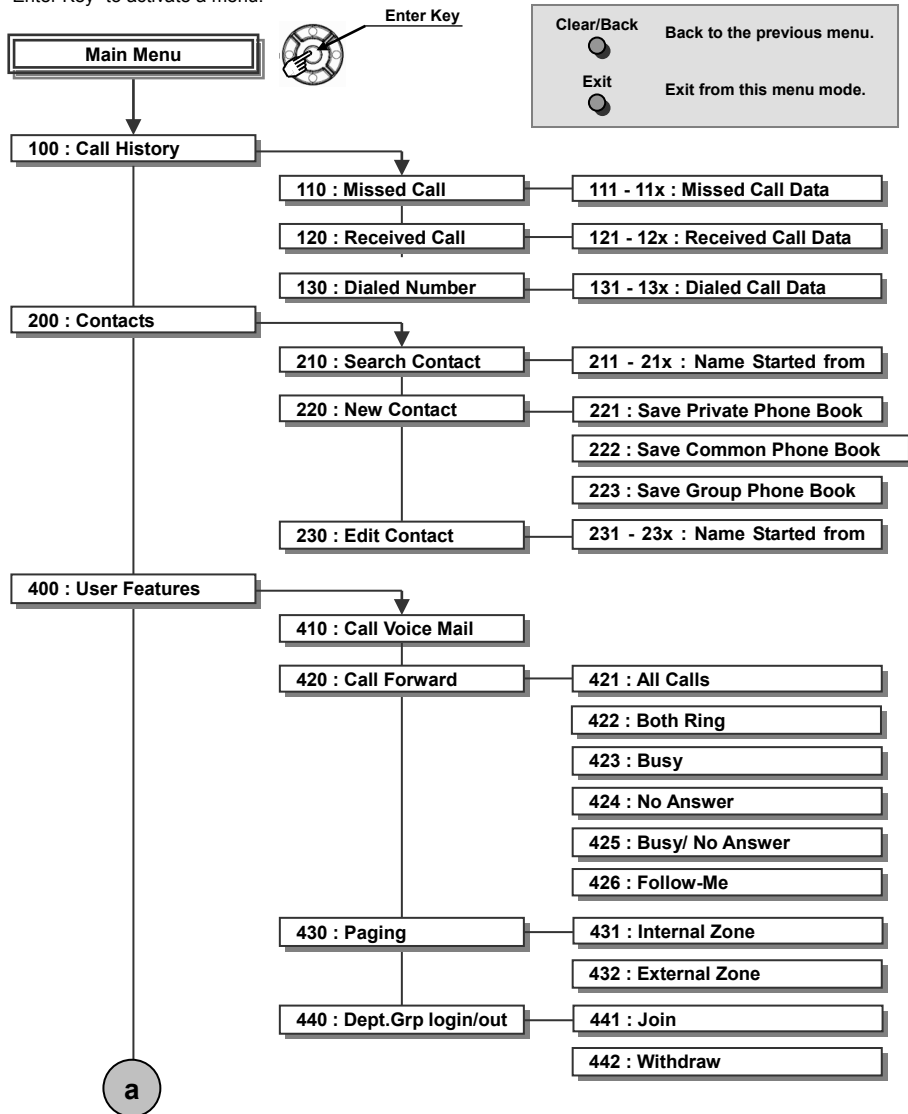 Enter Key" to activate a menu.
Enter Key
Clear/Back
Back to the previous menu.
Exit
Exit from this menu mode.
Main Menu
100 : Call History
110 : Missed Call
111 - 11x : Missed Call Data
120 : Received Call
121 - 12x : Received Call Data
130 : Dialed Number
131 - 13x : Dialed Call Data
200 : Contacts
210 : Search Contact
211 - 21x : Name Started from
220 : New Contact
221 : Save Private Phone Book
222 : Save Common Phone Book
223 : Save Group Phone Book
230 : Edit Contact
231 - 23x : Name Started from
400 : User Features
410 : Call Voice Mail
420 : Call Forward
421 : All Calls
422 : Both Ring
423 : Busy
424 : No Answer
425 : Busy/ No Answer
426 : Follow-Me
430 : Paging
431 : Internal Zone
432 : External Zone
440 : Dept.Grp login/out
441 : Join
442 : Withdraw
a